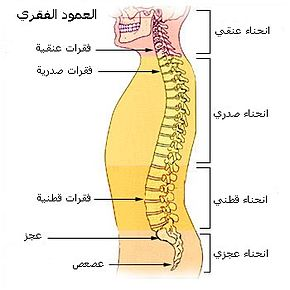 العمود الفقري
انحناء عنقي
فقرات عنقية
فقرات صدرية
انحناء صدري
انحناء قطني
فقرات قطنية
عجز
انحناء عجزي
عصعص